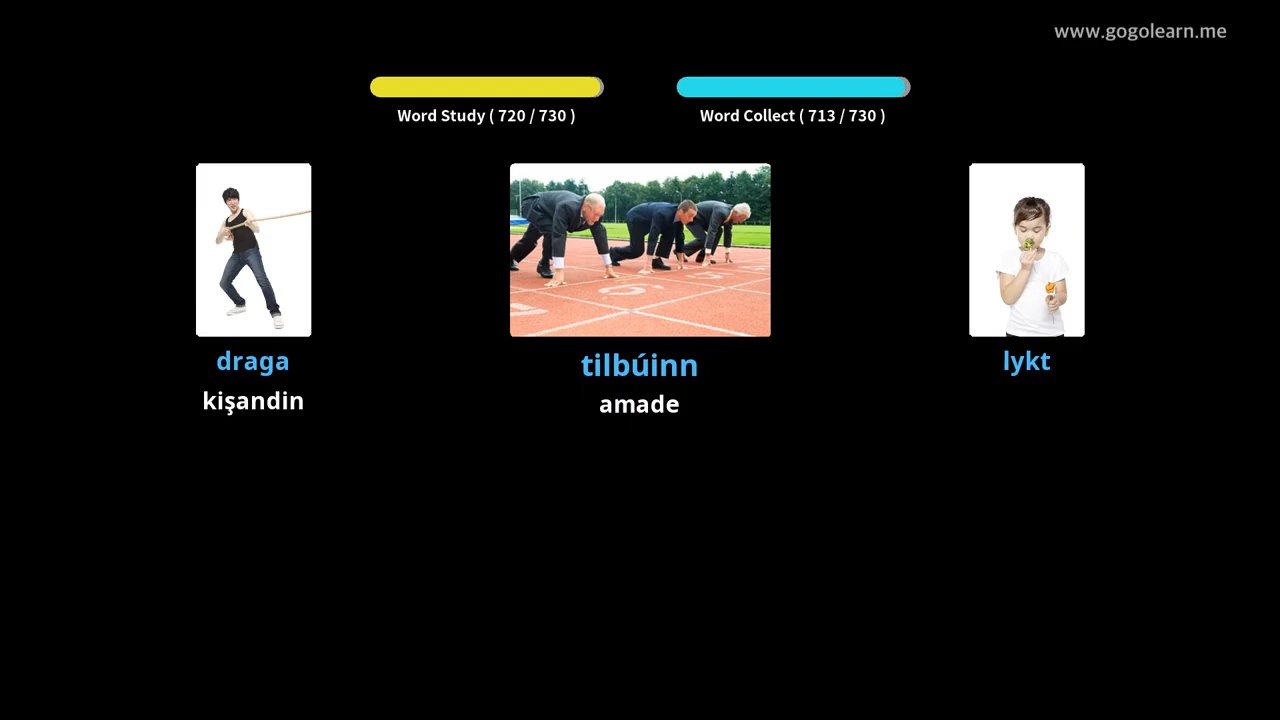 www.gogolearn.me
Word Study ( 720 / 730 )
Word Collect ( 713 / 730 )
draga
tilbúinn
lykt
kişandin
amade